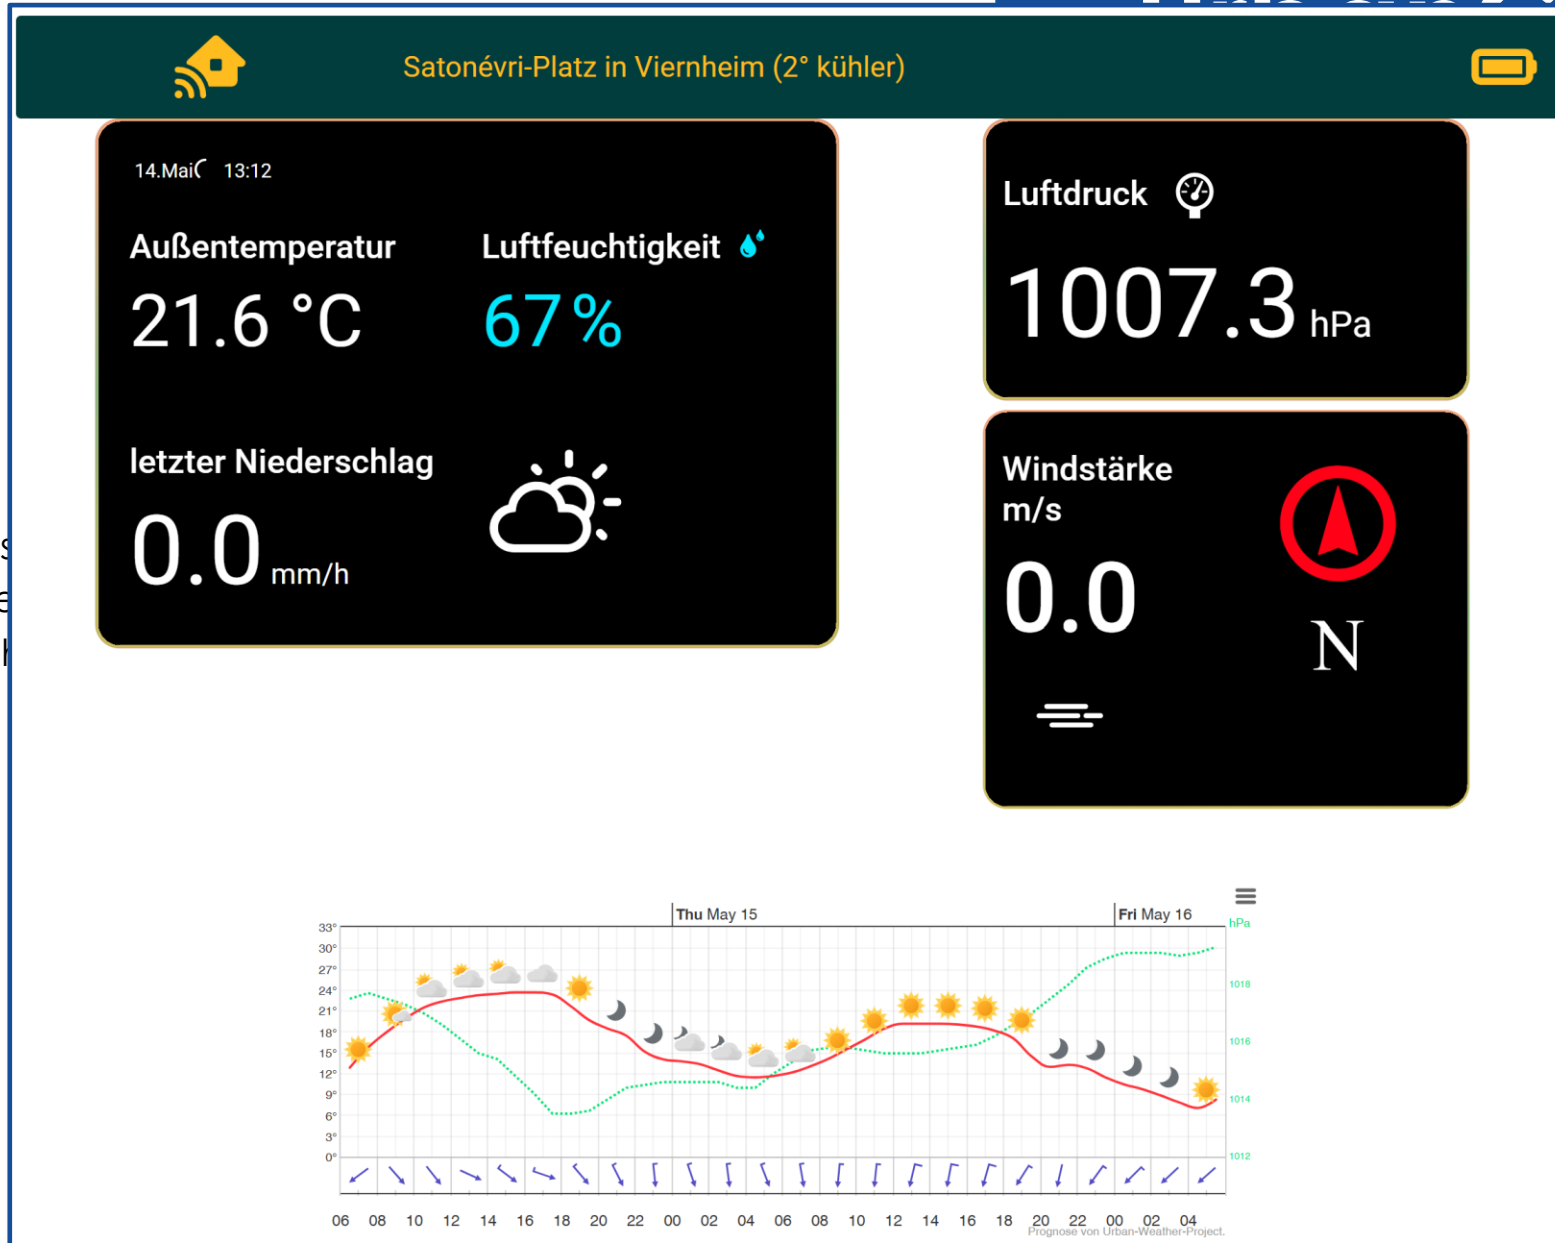 Satonévri-Platz in Viernheim (2° kühler)
14.Mai 13:12
Außentemperatur
21.6 °C
Luftfeuchtigkeit
67 %
letzter Niederschlag
0.0 mm/h
Luftdruck
1007.3 hPa
Windstärke
m/s
0.0
N
Thu May 15
Fri May 16
hPa
33°
30°
27°
24°
21°
18°
15°
12°
9°
6°
3°
0°
1018
1016
1014
1012
06 08 10 12 14 16 18 20 22 00 02 04 06 08 10 12 14 16 18 20 22 00 02 04
Prognose von Urban-Weather-Project.